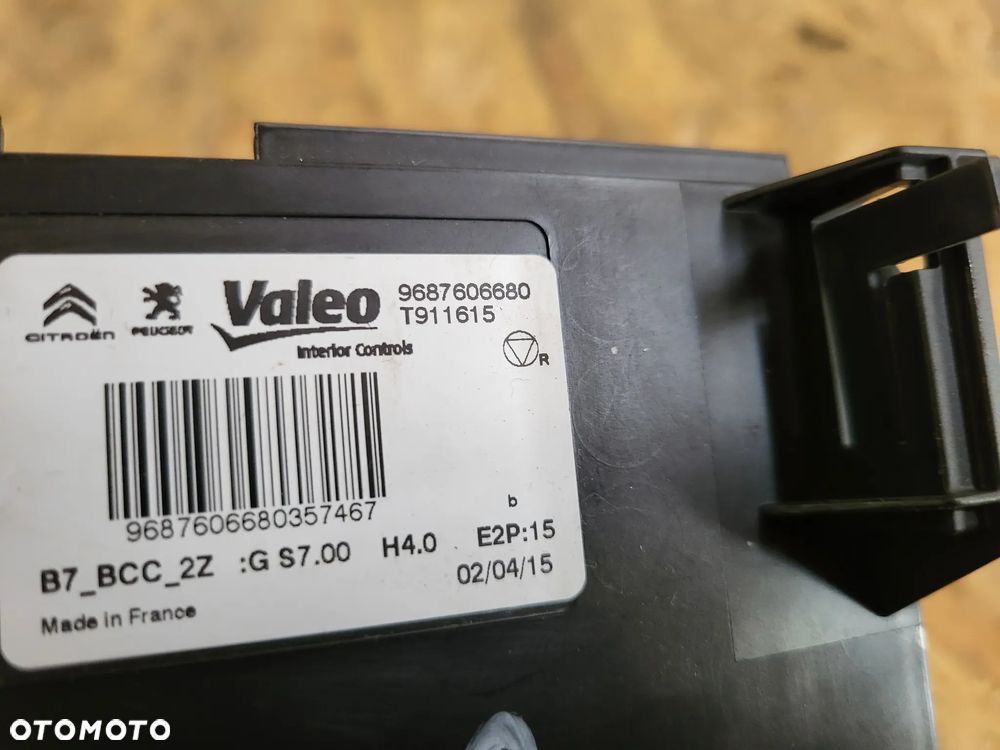 CITROËN
PEUGEOT
Valeo
Interior Controls
9687606680
T911615
R
9687606680357467
b
B7_BCC_2Z :G S7.00 H4.0 E2P:15
02/04/15
Made in France
OTOMOTO